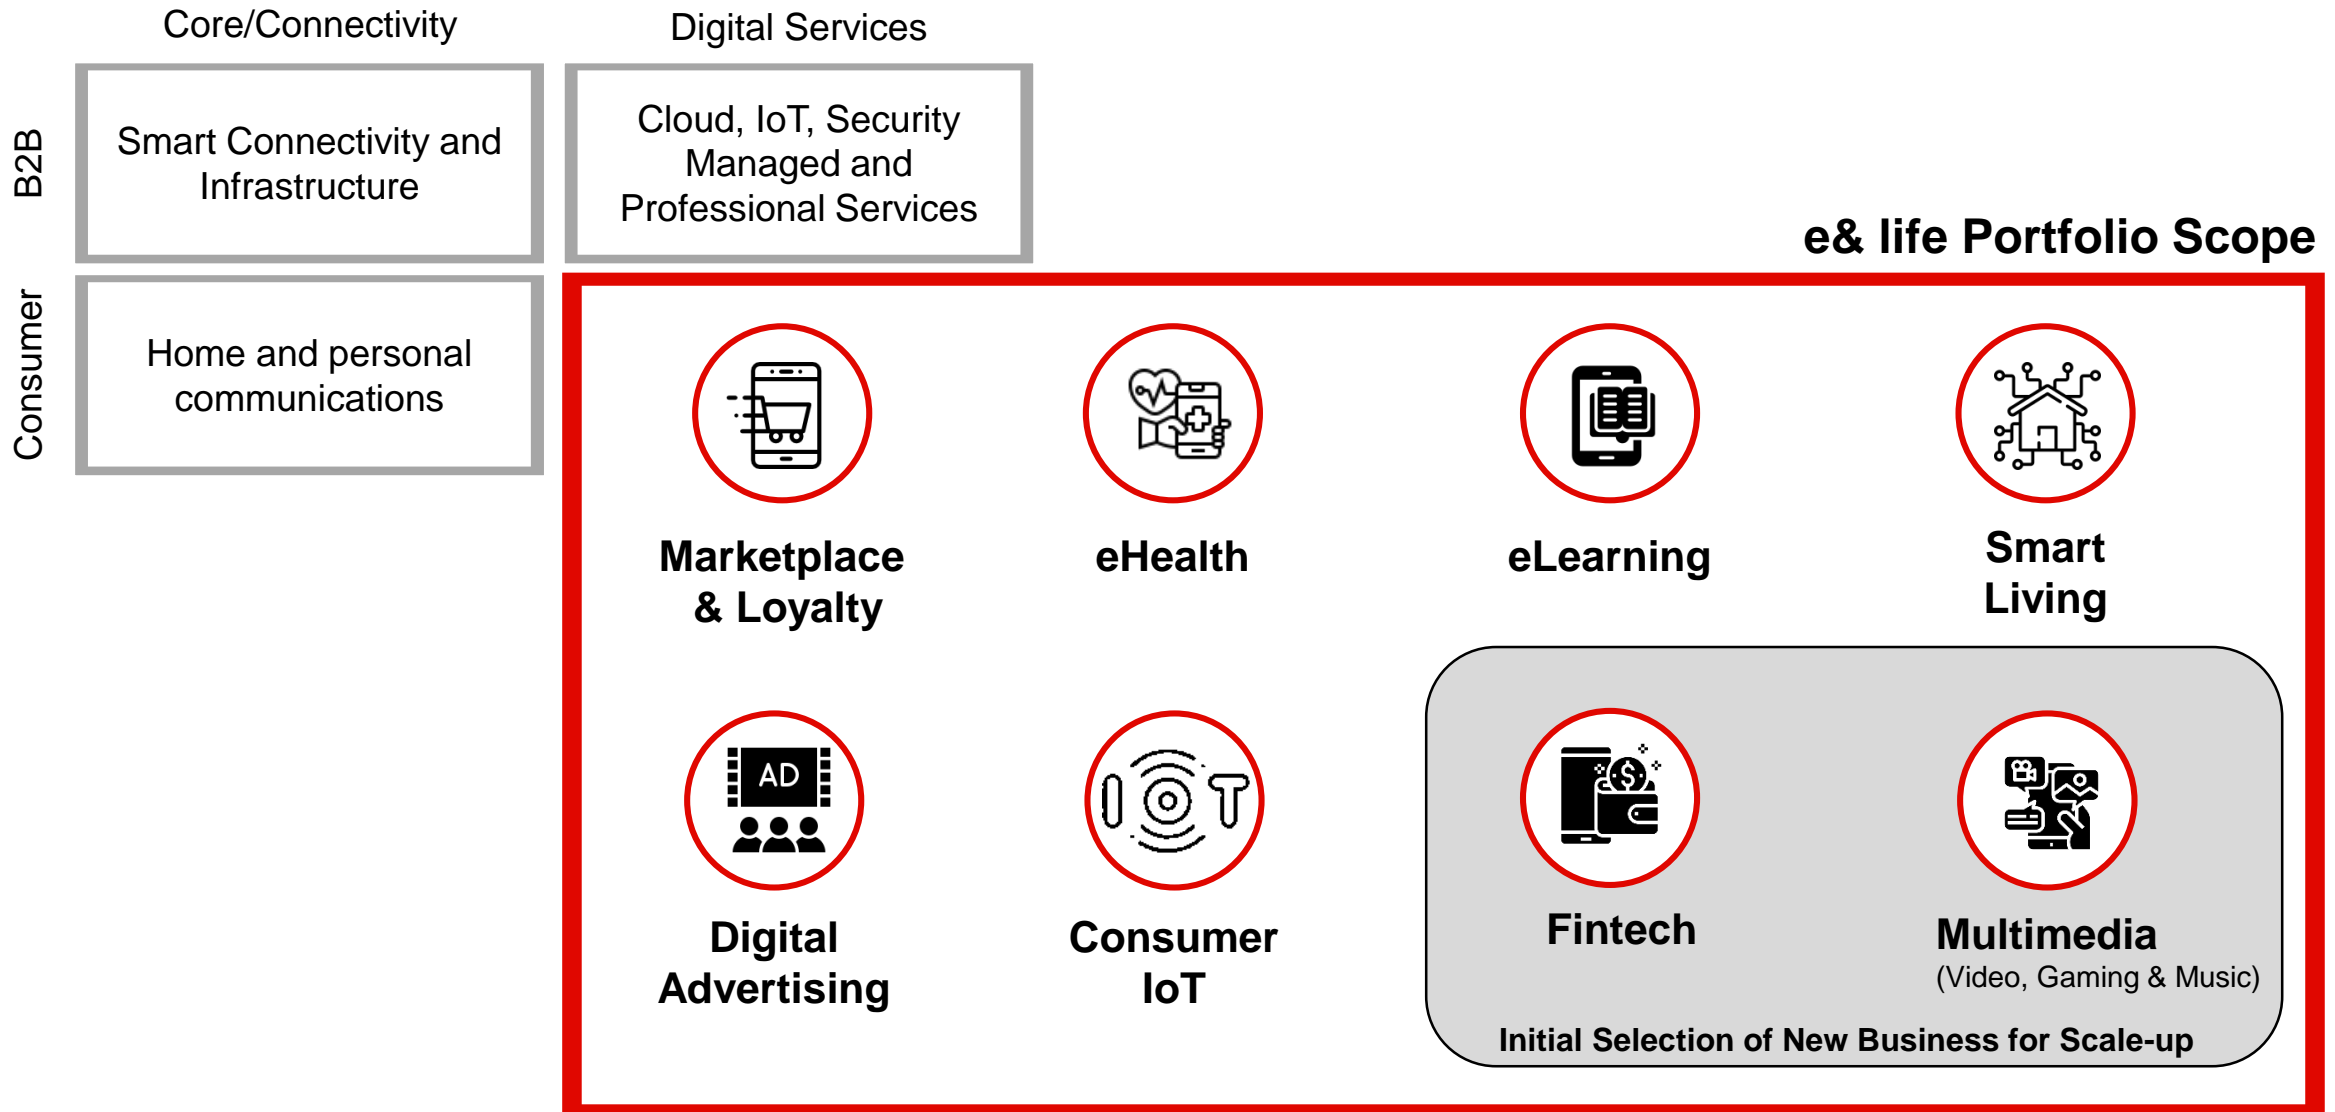 Core/Connectivity
Digital Services
B2B
Smart Connectivity and
Infrastructure
Cloud, IoT, Security
Managed and
Professional Services
e& life Portfolio Scope
Consumer
Home and personal
communications
Marketplace
& Loyalty
eHealth
eLearning
Smart
Living
AD
Digital
Advertising
IOT
Consumer
IoT
Fintech
Multimedia
(Video, Gaming & Music)
Initial Selection of New Business for Scale-up